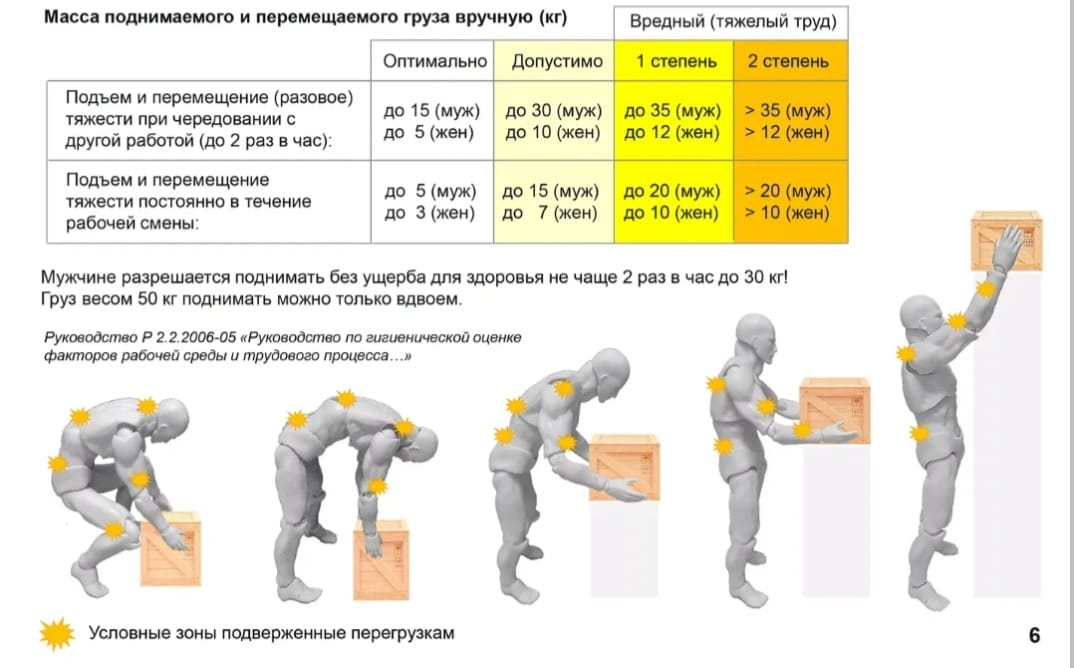 Масса поднимаемого и перемещаемого груза вручную (кг)
Вредный (тяжелый труд)
Оптимально
Допустимо
1 степень
2 степень
Подъем и перемещение (разовое)
тяжести при чередовании с
другой работой (до 2 раз в час):
до 15 (муж)
до 5 (жен)
до 30 (муж)
до 10 (жен)
до 35 (муж)
до 12 (жен)
> 35 (муж)
> 12 (жен)
Подъем и перемещение
тяжести постоянно в течение
рабочей смены:
до 5 (муж)
до 3 (жен)
до 15 (муж)
до 7 (жен)
до 20 (муж)
до 10 (жен)
> 20 (муж)
> 10 (жен)
Мужчине разрешается поднимать без ущерба для здоровья не чаще 2 раз в час до 30 кг!
Груз весом 50 кг поднимать можно только вдвоем.
Руководство Р 2.2.2006-05 «Руководство по гигиенической оценке
факторов рабочей среды и трудового процесса…»
Условные зоны подверженные перегрузкам
6